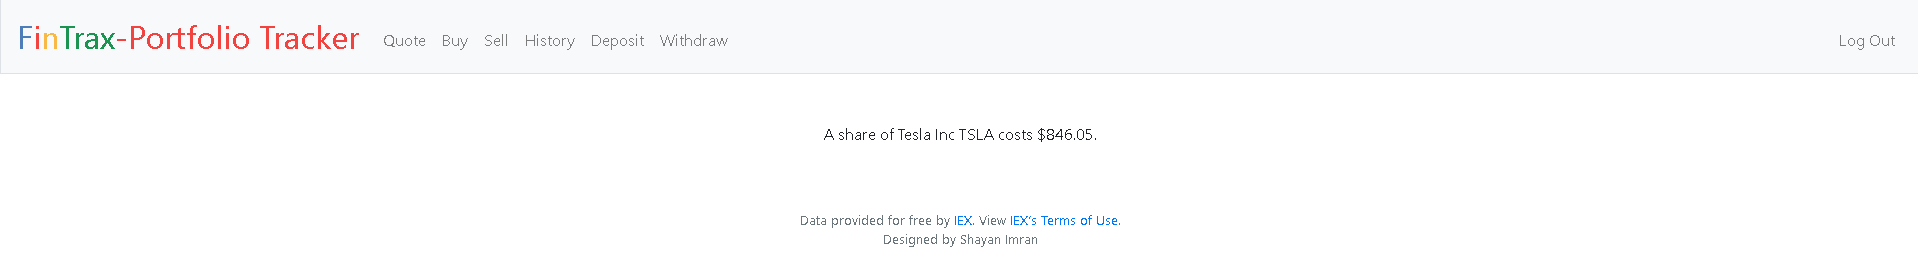 FinTrax-Portfolio Tracker Quote Buy Sell History Deposit Withdraw Log Out
A share of Tesla Inc TSLA costs $846.05.
Data provided for free by IEX. View IEX's Terms of Use.
Designed by Shayan Imran